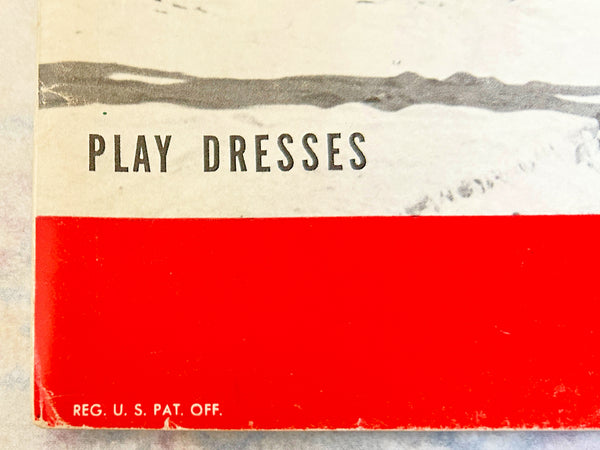 PLAY DRESSES
REG. U. S. PAT. OFF.